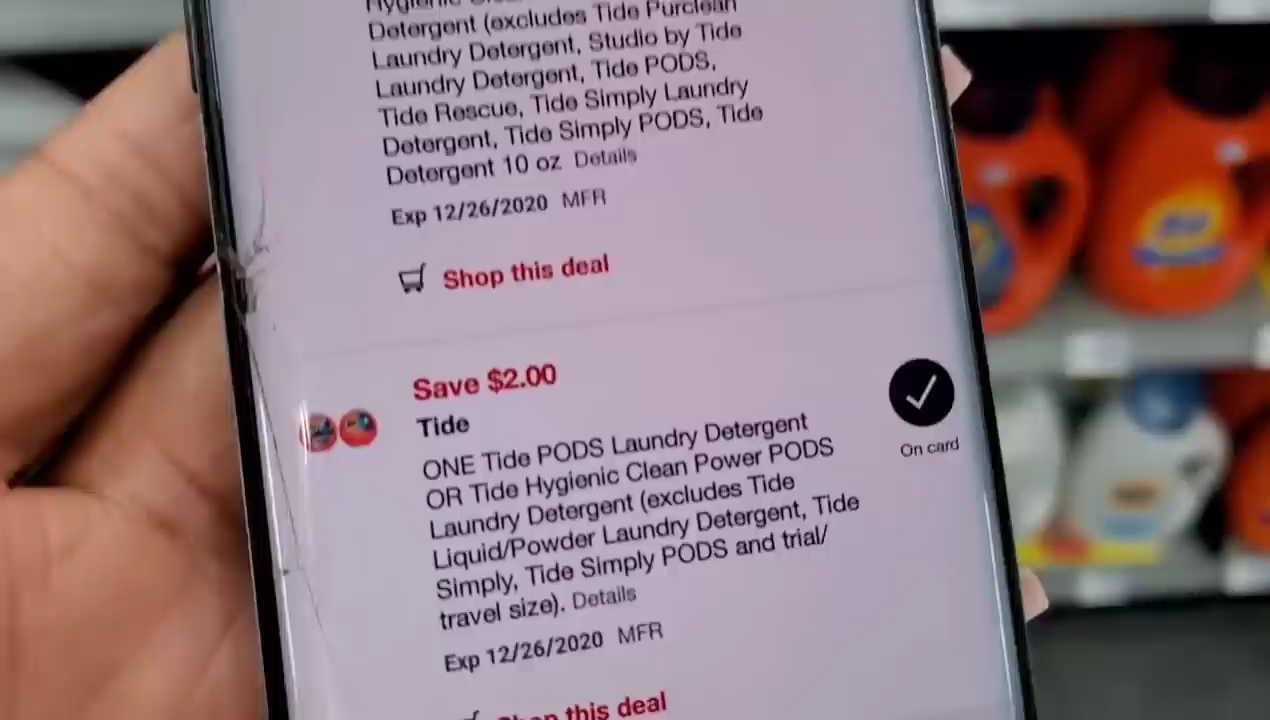 Detergent (excludes Tide Purclean
Laundry Detergent, Studio by Tide
Laundry Detergent, Tide PODS,
Tide Rescue, Tide Simply Laundry
Detergent, Tide Simply PODS, Tide
Detergent 10 oz Details
Exp 12/26/2020 MFR
Shop this deal
Save $2.00
Tide
ONE Tide PODS Laundry Detergent
OR Tide Hygienic Clean Power PODS
Laundry Detergent (excludes Tide
Liquid/Powder Laundry Detergent, Tide
Simply, Tide Simply PODS and trial/
travel size). Details
Exp 12/26/2020 MFR
On card
Shop this deal